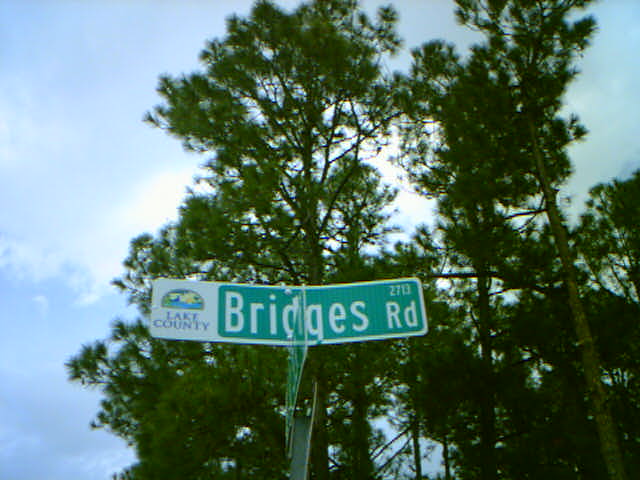 LAKE
COUNTY
Bridges Rd
2713